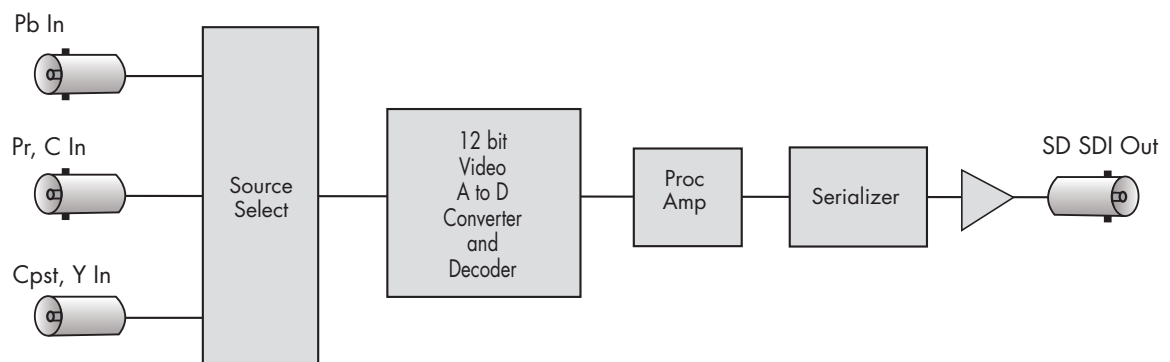 Pb In
Pr, C In
Cpst, Y In
Source
Select
12 bit
Video
A to D
Converter
and
Decoder
Proc
Amp
Serializer
SD SDI Out